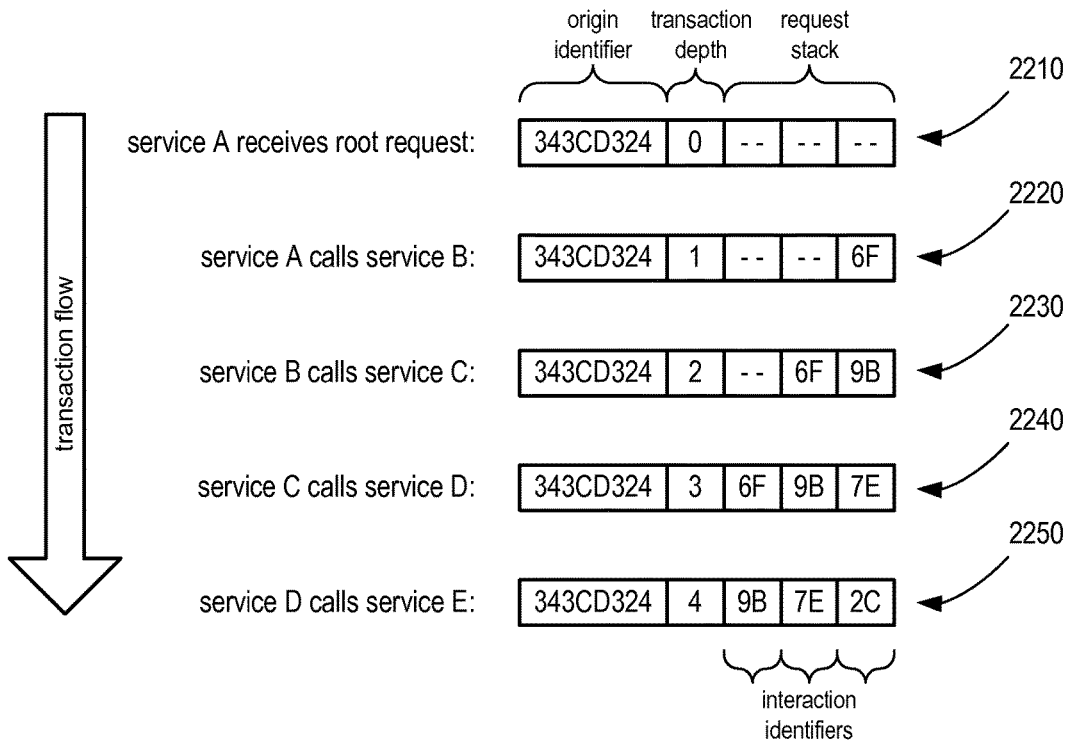 origin identifier transaction depth request stack
2210
service A receives root request: 343CD324 0 -- -- --
2220
service A calls service B: 343CD324 1 -- -- 6F
2230
service B calls service C: 343CD324 2 -- 6F 9B
2240
service C calls service D: 343CD324 3 6F 9B 7E
2250
service D calls service E: 343CD324 4 9B 7E 2C
transaction flow
interaction
identifiers